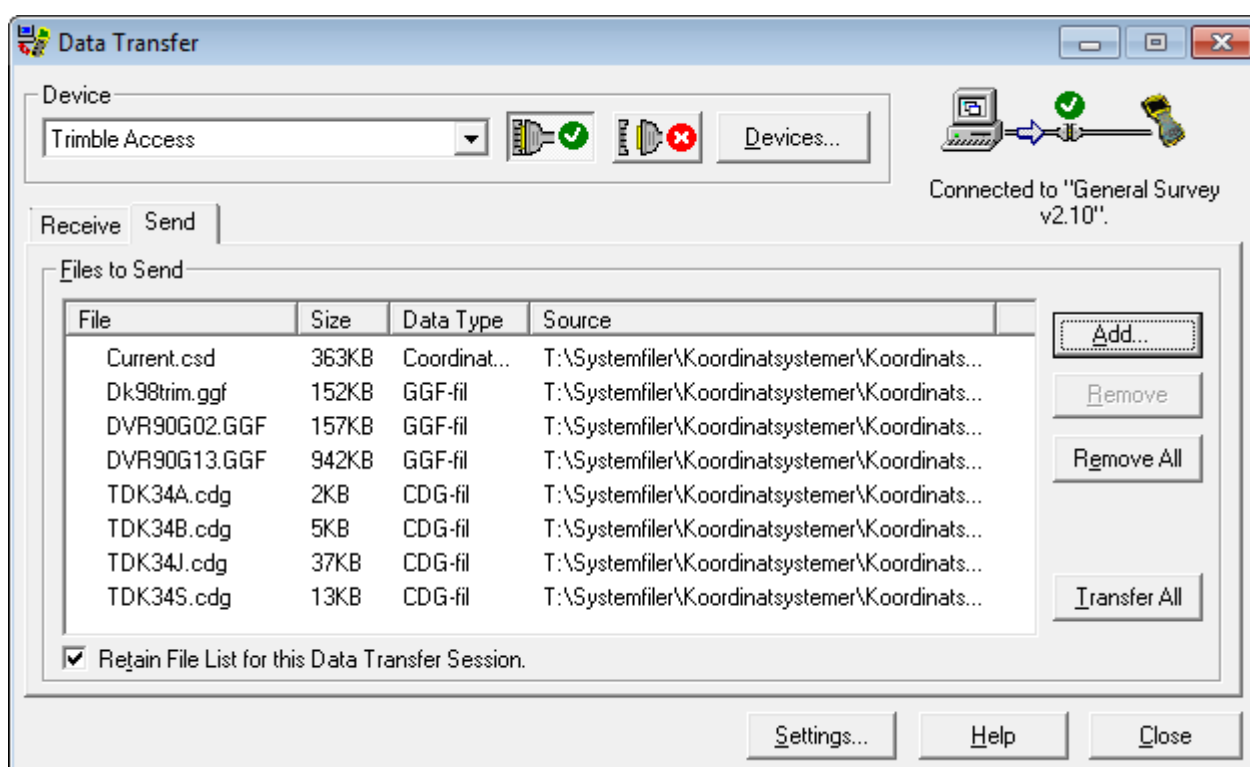 Data Transfer
Device
Trimble Access
Devices...
Connected to "General Survey
v2.10".
Receive Send
Files to Send
File Size Data Type Source
Current.csd 363KB Coordinat... T:\Systemfiler\Koordinatsystemer\Koordinats...
Dk98trim.ggf 152KB GGF-fil T:\Systemfiler\Koordinatsystemer\Koordinats...
DVR90G02.GGF 157KB GGF-fil T:\Systemfiler\Koordinatsystemer\Koordinats...
DVR90G13.GGF 942KB GGF-fil T:\Systemfiler\Koordinatsystemer\Koordinats...
TDK34A.cdg 2KB CDG-fil T:\Systemfiler\Koordinatsystemer\Koordinats...
TDK34B.cdg 5KB CDG-fil T:\Systemfiler\Koordinatsystemer\Koordinats...
TDK34J.cdg 37KB CDG-fil T:\Systemfiler\Koordinatsystemer\Koordinats...
TDK34S.cdg 13KB CDG-fil T:\Systemfiler\Koordinatsystemer\Koordinats...
Add...
Remove
Remove All
Transfer All
Retain File List for this Data Transfer Session.
Settings... Help Close